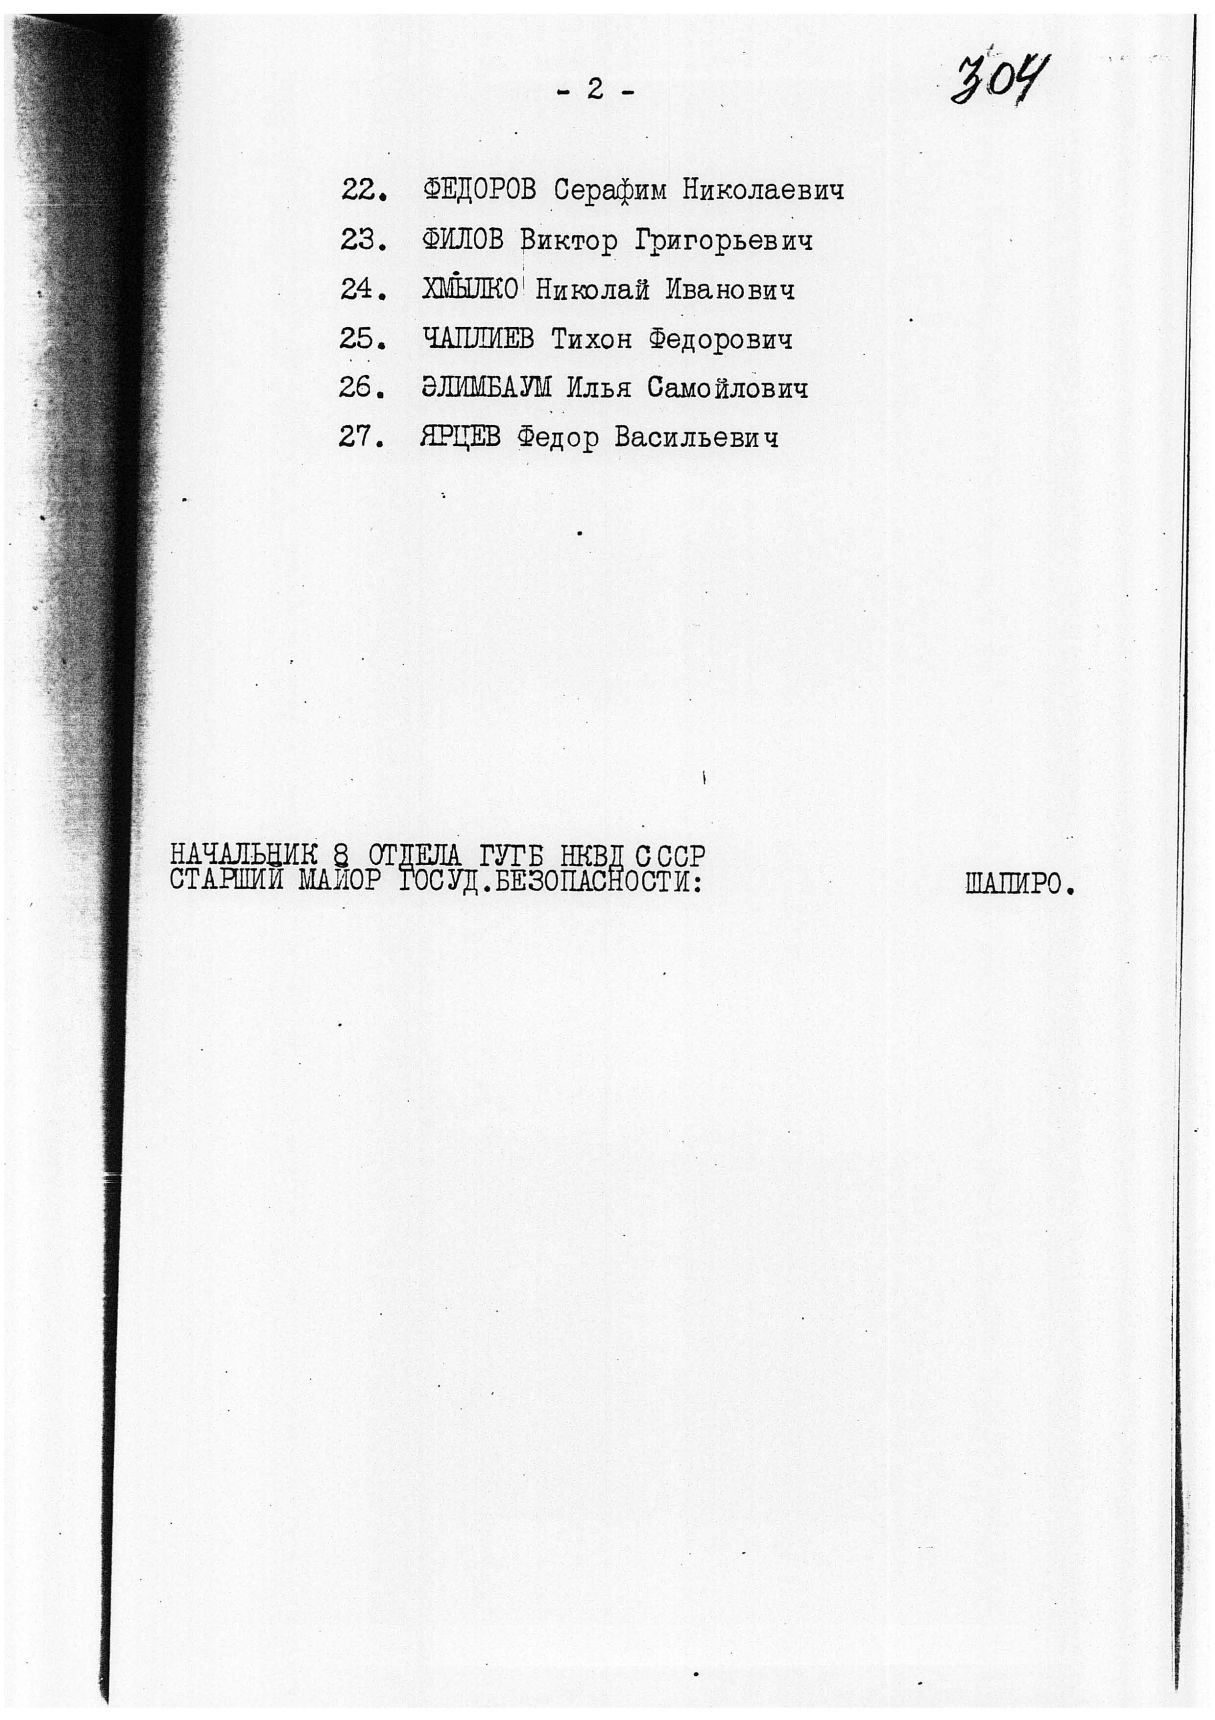 - 2 -
304
22. ФЕДОРОВ Серафим Николаевич
23. ФИЛОВ Виктор Григорьевич
24. ХМЫЛКО Николай Иванович
25. ЧАПЛИЕВ Тихон Федорович
26. ЭЛИМБАУМ Илья Самойлович
27. ЯРЦЕВ Федор Васильевич
НАЧАЛЬНИК 8 ОТДЕЛА ГУГБ НКВД СССР
СТАРШИЙ МАЙОР ГОСУД.БЕЗОПАСНОСТИ: ШАПИРО.